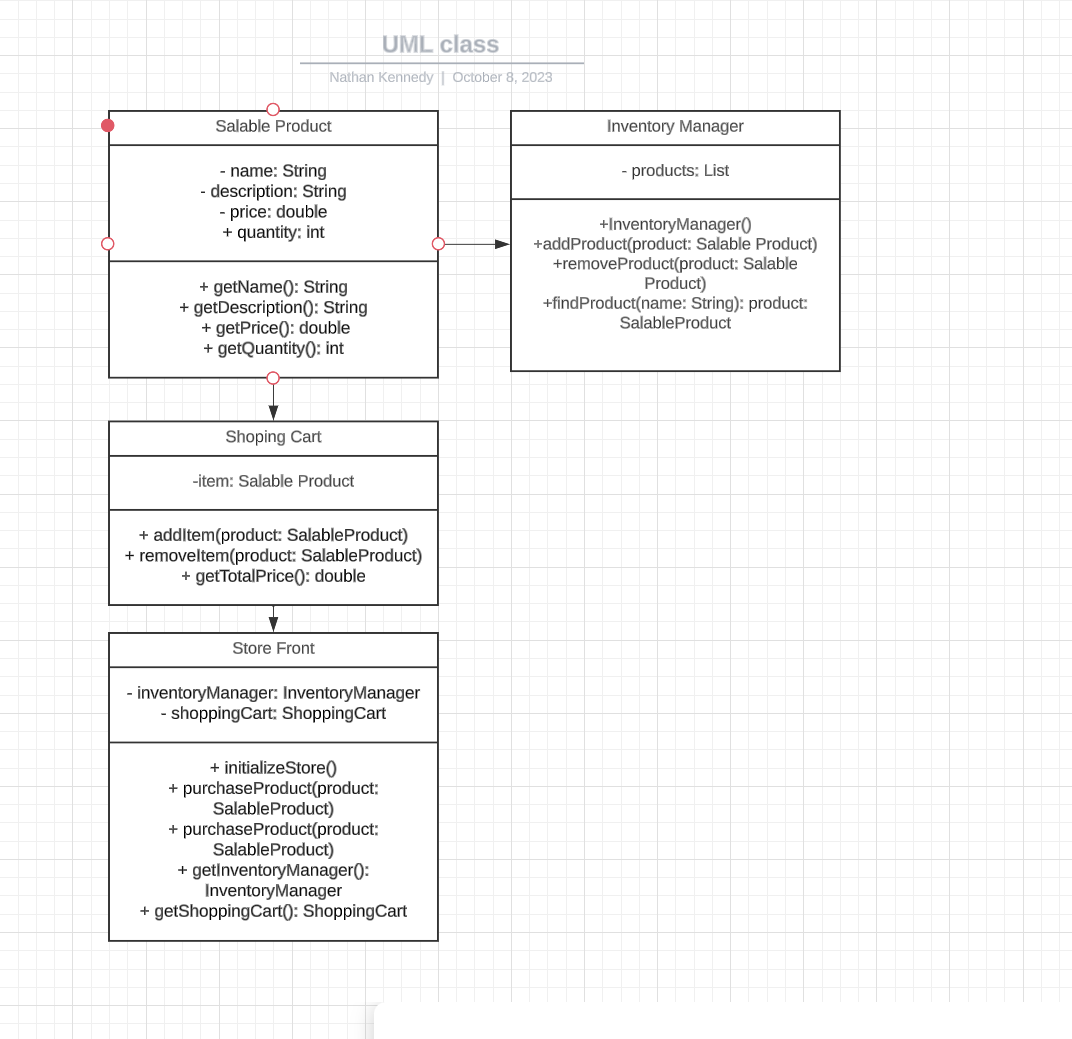 UML class
Nathan Kennedy | October 8, 2023
Salable Product
- name: String
- description: String
- price: double
+ quantity: int
+ getName(): String
+ getDescription(): String
+ getPrice(): double
+ getQuantity(): int
Inventory Manager
- products: List
+InventoryManager()
+addProduct(product: Salable Product)
+removeProduct(product: Salable
Product)
+findProduct(name: String): product:
SalableProduct
Shoping Cart
-item: Salable Product
+ addItem(product: SalableProduct)
+ removeItem(product: SalableProduct)
+ getTotalPrice(): double
Store Front
- inventoryManager: InventoryManager
- shoppingCart: ShoppingCart
+ initializeStore()
+ purchaseProduct(product:
SalableProduct)
+ purchaseProduct(product:
SalableProduct)
+ getInventoryManager():
InventoryManager
+ getShoppingCart(): ShoppingCart